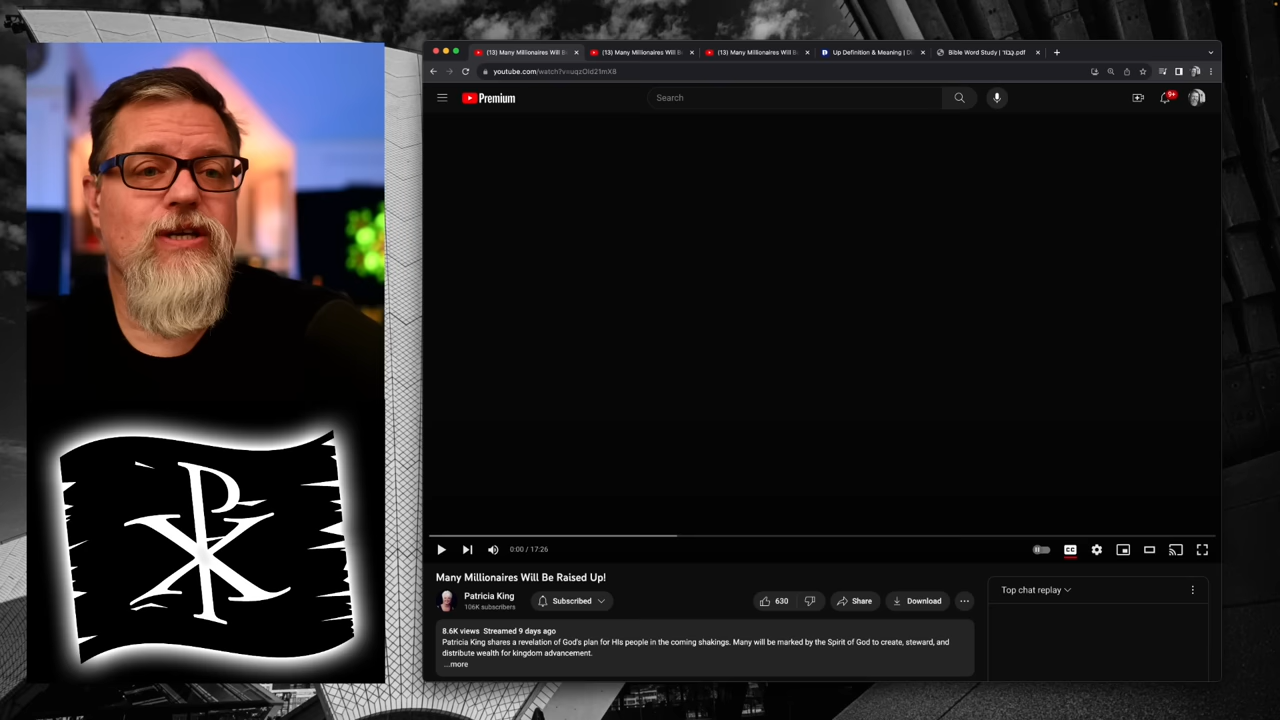 (13) Many Millionaires Will B
(13) Many Millionaires Will B
(13) Many Millionaires Will B
Up Definition & Meaning | D
Bible Word Study | עבור.pdf
youtube.com/watch?v=uqzOld21mX8
Premium
Search
9+
0:00 / 17:26
CC
Many Millionaires Will Be Raised Up!
Patricia King
106K subscribers
Subscribed
630
Share
Download
8.6K views Streamed 9 days ago
Patricia King shares a revelation of God's plan for HIs people in the coming shakings. Many will be marked by the Spirit of God to create, steward, and
distribute wealth for kingdom advancement.
...more
Top chat replay